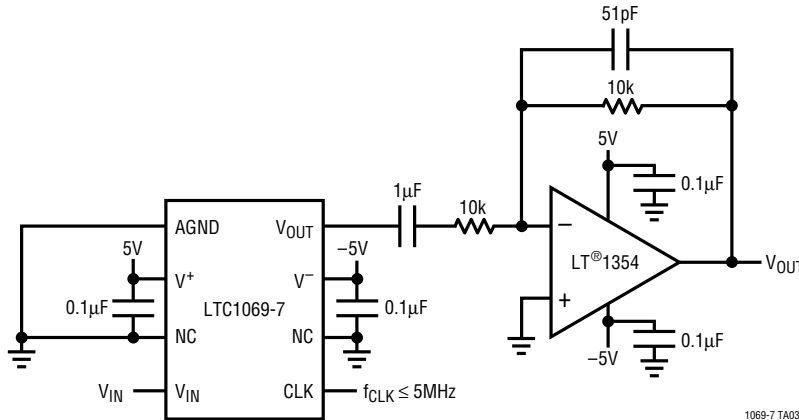 51pF
10k
5V
0.1µF
1µF
10k
–
LT®1354
+
VOUT
–5V
0.1µF
AGND
VOUT
5V
–5V
V+
V–
0.1µF
LTC1069-7
0.1µF
NC
NC
VIN
VIN
CLK
fCLK ≤ 5MHz
1069-7 TA03